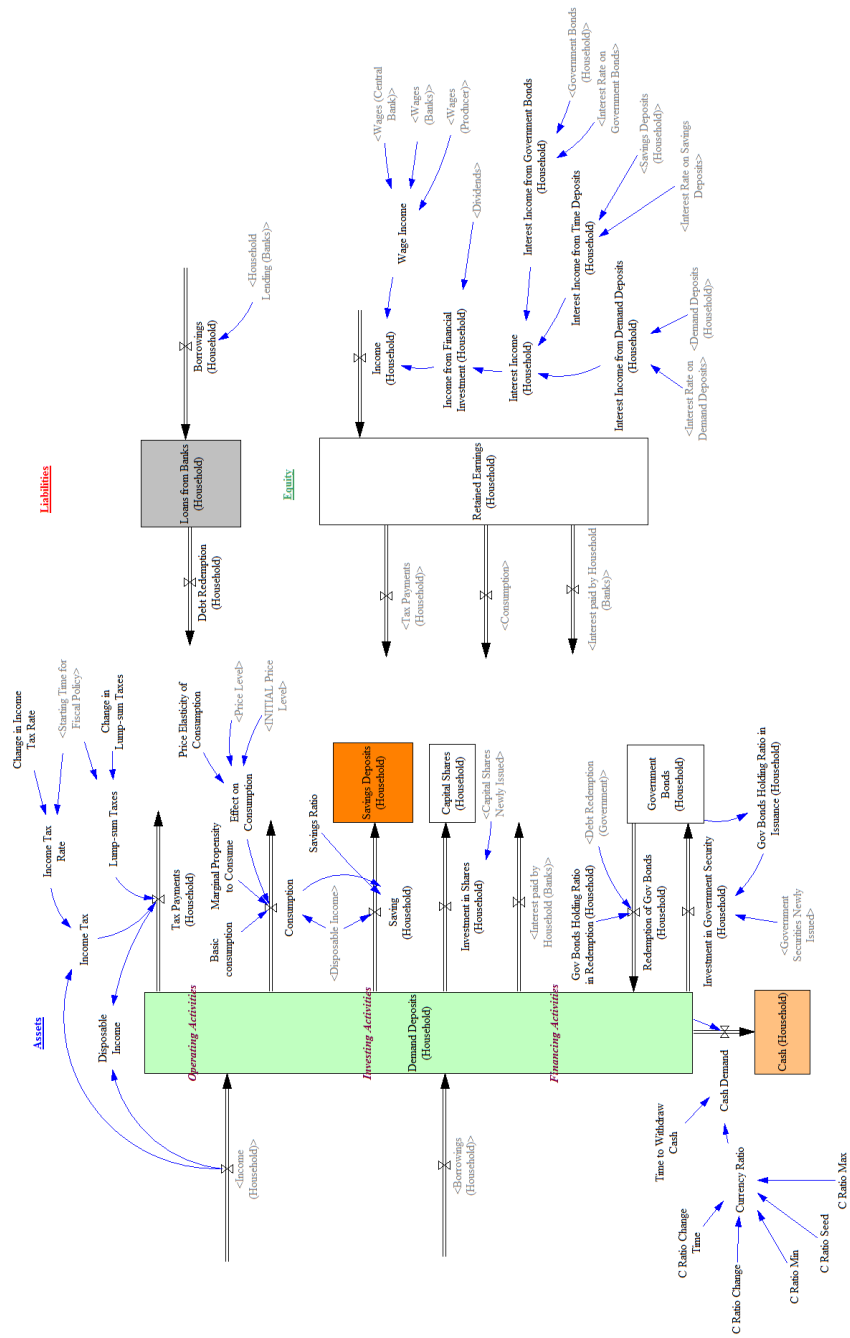 Assets
Liabilities
Equity
Change in Income
Tax Rate
<Starting Time for
Fiscal Policy>
Change in
Lump-sum Taxes
Income Tax
Rate
Lump-sum Taxes
Income Tax
Disposable
Income
Tax Payments
(Household)
Operating Activities
<Income
(Household)>
Price Elasticity of
Consumption
<Price Level>
<INITIAL Price
Level>
Effect on
Consumption
Marginal Propensity
to Consume
Basic
consumption
Consumption
Savings Ratio
<Disposable Income>
Saving
(Household)
Savings Deposits
(Household)
Investing Activities
Demand Deposits
(Household)
Capital Shares
(Household)
Investment in Shares
(Household)
<Capital Shares
Newly Issued>
<Borrowings
(Household)>
<Interest paid by
Household (Banks)>
Financing Activities
<Debt Redemption
(Government)>
Gov Bonds Holding Ratio
in Redemption (Household)
Redemption of Gov Bonds
(Household)
Government
Bonds
(Household)
Investment in Government Security
(Household)
Gov Bonds Holding Ratio in
Issuance (Household)
<Government
Securities Newly
Issued>
Cash (Household)
Cash Demand
Time to Withdraw
Cash
Currency Ratio
C Ratio Change
Time
C Ratio Change
C Ratio Min
C Ratio Seed
C Ratio Max
Debt Redemption
(Household)
Loans from Banks
(Household)
Borrowings
(Household)
<Household
Lending (Banks)>
<Tax Payments
(Household)>
<Consumption>
<Interest paid by Household
(Banks)>
Retained Earnings
(Household)
Income
(Household)
Wage Income
<Wages (Central
Bank)>
<Wages
(Banks)>
<Wages
(Producer)>
Income from Financial
Investment (Household)
<Dividends>
Interest Income
(Household)
Interest Income from Government Bonds
(Household)
<Government Bonds
(Household)>
<Interest Rate on
Government Bonds>
Interest Income from Time Deposits
(Household)
<Savings Deposits
(Household)>
<Interest Rate on Savings
Deposits>
Interest Income from Demand Deposits
(Household)
<Demand Deposits
(Household)>
<Interest Rate on
Demand Deposits>